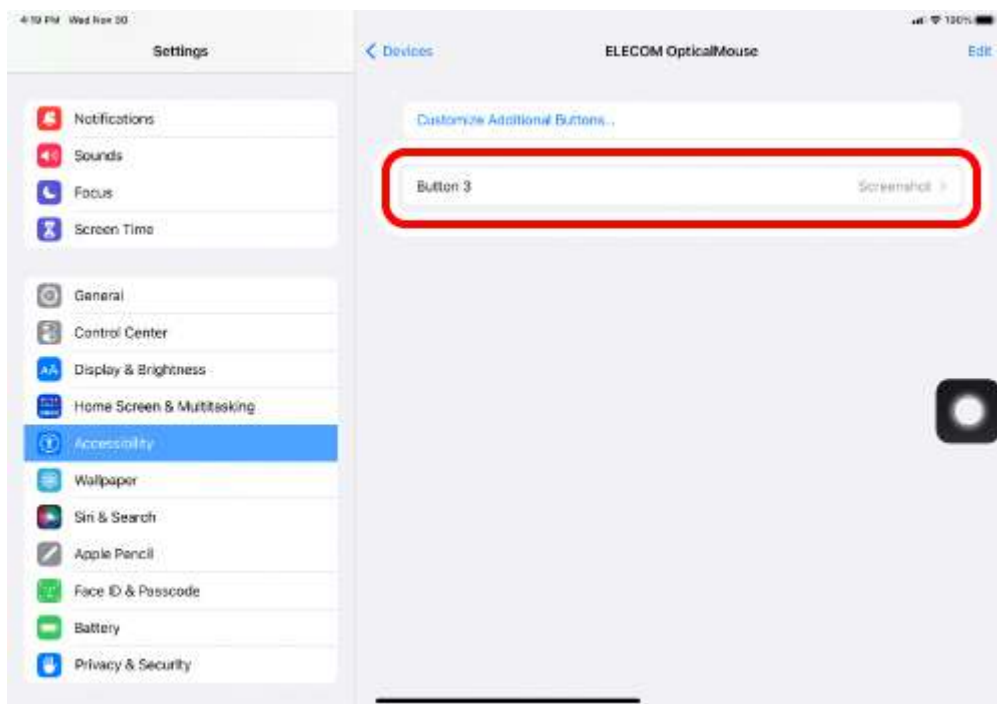 4:19 PM Wed Nov 30
100%
Settings
Devices
ELECOM OpticalMouse
Edit
Notifications
Sounds
Focus
Screen Time
General
Control Center
Display & Brightness
Home Screen & Multitasking
Accessibility
Wallpaper
Siri & Search
Apple Pencil
Face ID & Passcode
Battery
Privacy & Security
Customize Additional Buttons...
Button 3
Screenshot